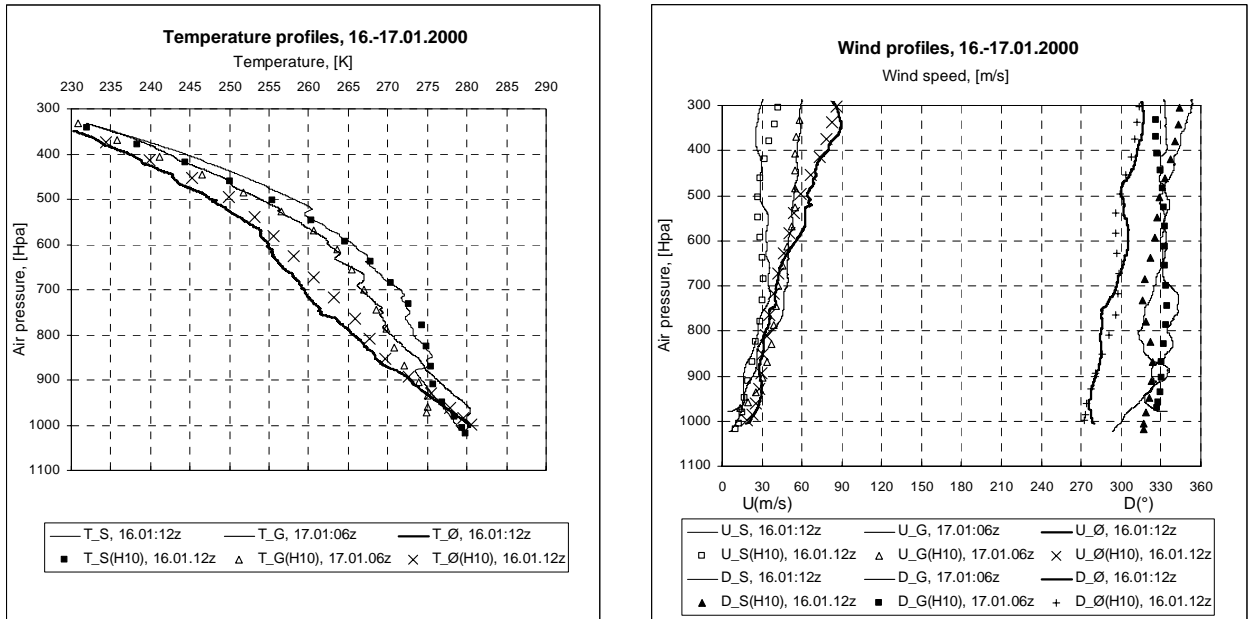 Temperature profiles, 16.-17.01.2000
Temperature, [K]
230 235 240 245 250 255 260 265 270 275 280 285 290
Air pressure, [Hpa]
300
400
500
600
700
800
900
1000
1100
T_S, 16.01:12z T_G, 17.01:06z T_Ø, 16.01:12z
T_S(H10), 16.01.12z T_G(H10), 17.01.06z T_Ø(H10), 16.01.12z
Wind profiles, 16.-17.01.2000
Wind speed, [m/s]
Air pressure, [Hpa]
300
400
500
600
700
800
900
1000
1100
0 30 60 90 120 150 180 210 240 270 300 330 360
U(m/s) D(°)
U_S, 16.01:12z U_G, 17.01:06z U_Ø, 16.01:12z
U_S(H10), 16.01.12z U_G(H10), 17.01.06z U_Ø(H10), 16.01.12z
D_S, 16.01:12z D_G, 17.01:06z D_Ø, 16.01:12z
D_S(H10), 16.01.12z D_G(H10), 17.01.06z D_Ø(H10), 16.01.12z